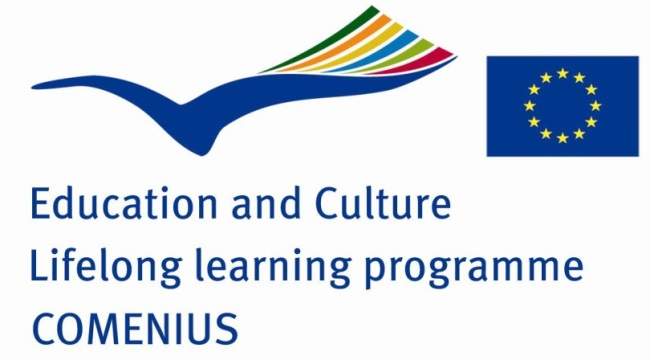 Education and Culture
Lifelong learning programme
COMENIUS